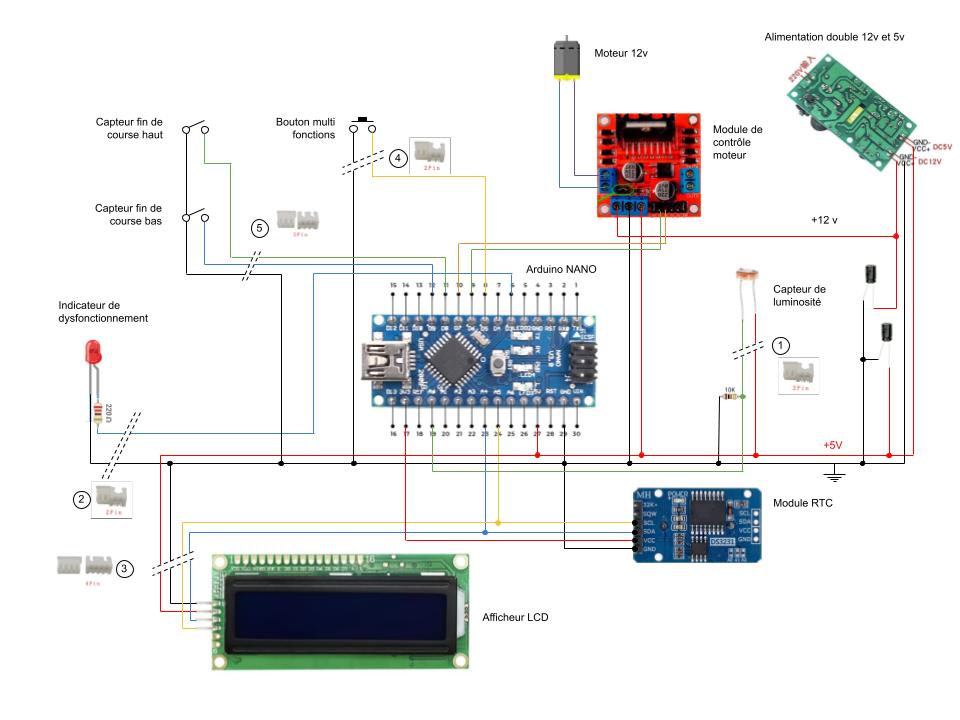 Alimentation double 12v et 5v
Moteur 12v
220V输入
Capteur fin de
course haut
Bouton multi
fonctions
Module de
contrôle
moteur
GND-
VCC+
DC5V
GND-
VCC+
DC12V
4
2Pin
Capteur fin de
course bas
5
3Pin
+12 v
Arduino NANO
15 14 13 12 11 10 9 8 7 6 5 4 3 2 1
Capteur de
luminosité
Indicateur de
dysfonctionnement
1
2Pin
10K
220Ω
16 17 18 19 20 21 22 23 24 25 26 27 28 29 30
+5V
2
2Pin
Module RTC
MH
POWER
32K
SQW
SCL
SDA
VCC
GND
SCL
SDA
VCC
GND
DS3231
3
4Pin
16
Afficheur LCD